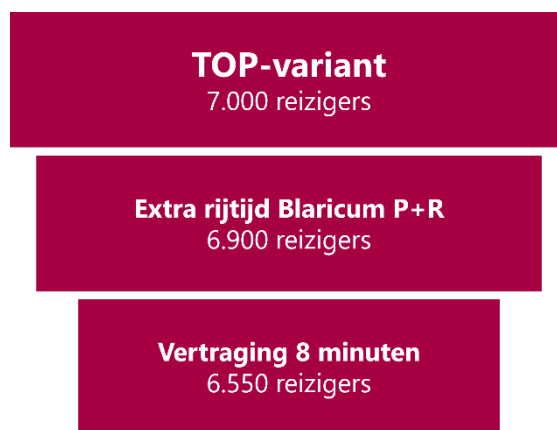 TOP-variant
7.000 reizigers
Extra rijtijd Blaricum P+R
6.900 reizigers
Vertraging 8 minuten
6.550 reizigers